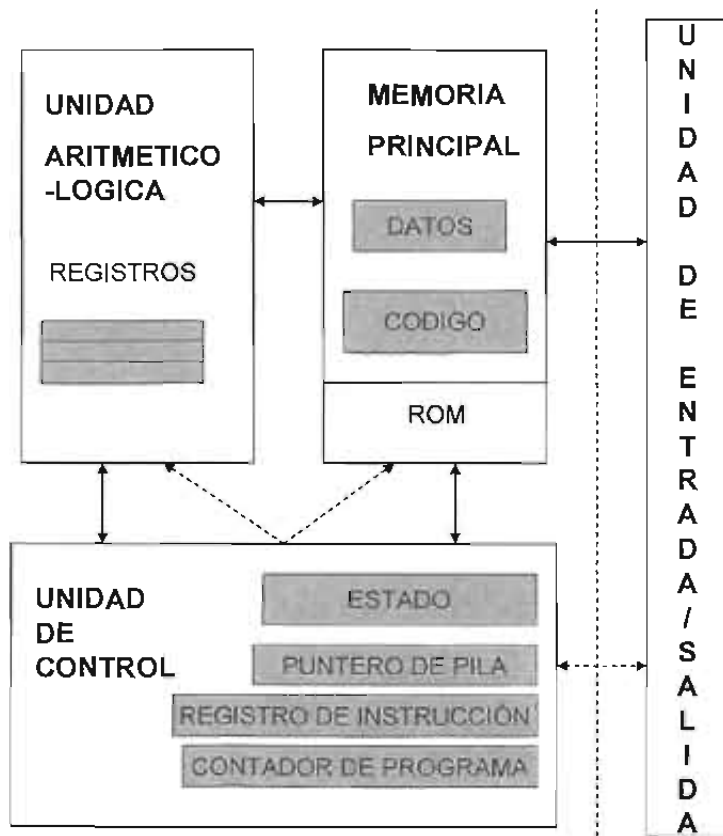 UNIDAD
ARITMETICO
-LOGICA
REGISTROS
MEMORIA
PRINCIPAL
DATOS
CODIGO
ROM
UNIDAD
DE
CONTROL
ESTADO
PUNTERO DE PILA
REGISTRO DE INSTRUCCIÓN
CONTADOR DE PROGRAMA
UNIDAD DE ENTRADA/SALIDA